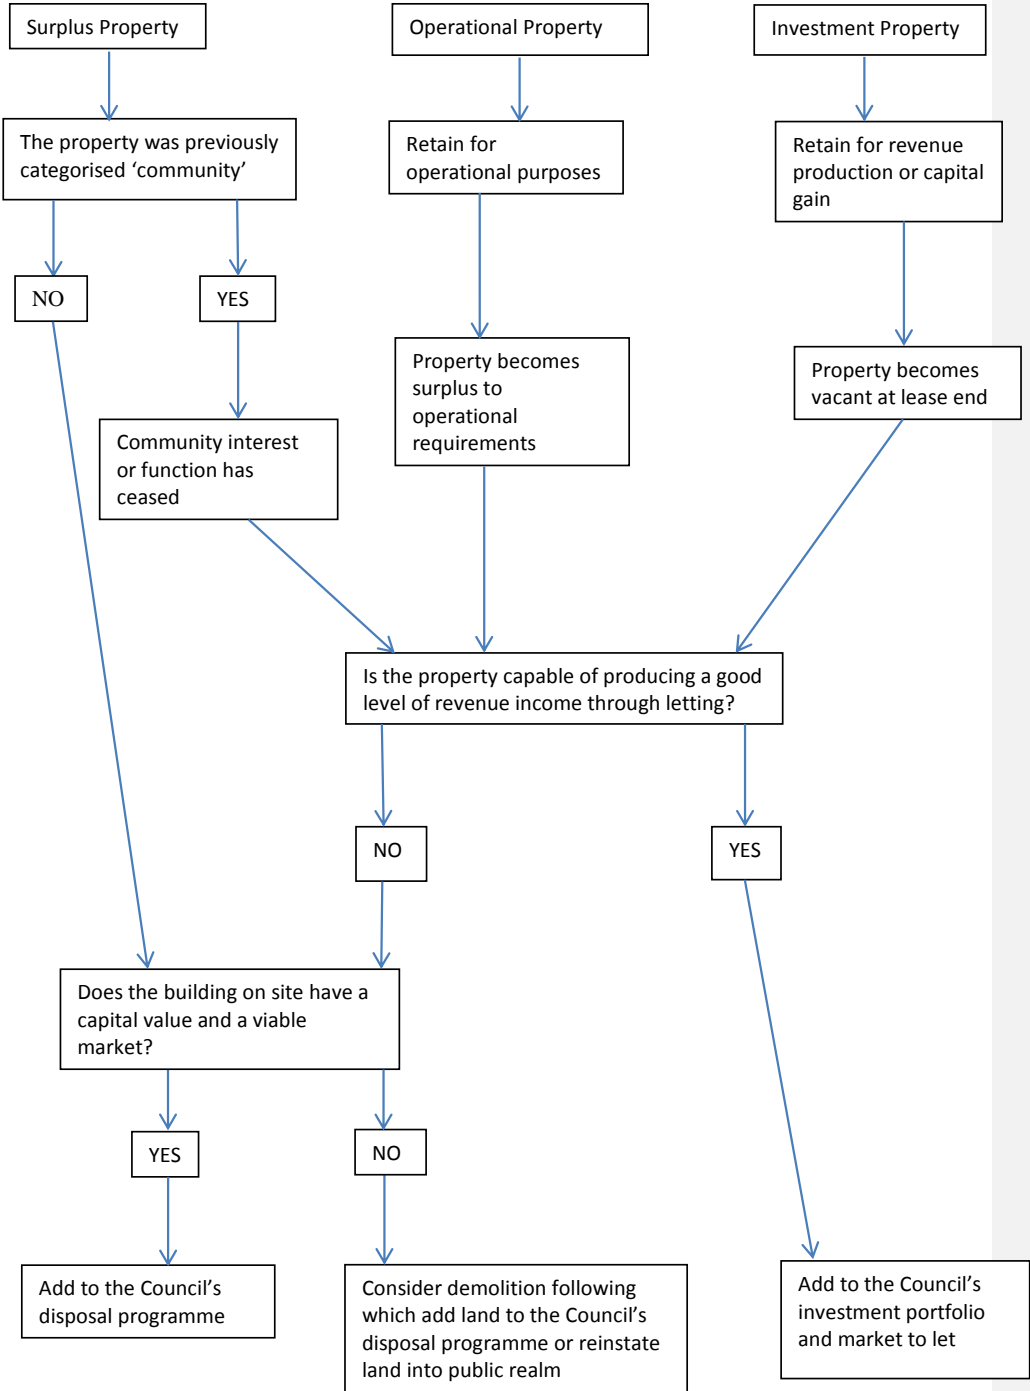 Surplus Property
Operational Property
Investment Property
The property was previously
categorised ‘community’
Retain for
operational purposes
Retain for revenue
production or capital
gain
NO
YES
Property becomes
surplus to
operational
requirements
Property becomes
vacant at lease end
Community interest
or function has
ceased
Is the property capable of producing a good
level of revenue income through letting?
NO
YES
Does the building on site have a
capital value and a viable
market?
YES
NO
Add to the Council’s
disposal programme
Consider demolition following
which add land to the Council’s
disposal programme or reinstate
land into public realm
Add to the Council’s
investment portfolio
and market to let